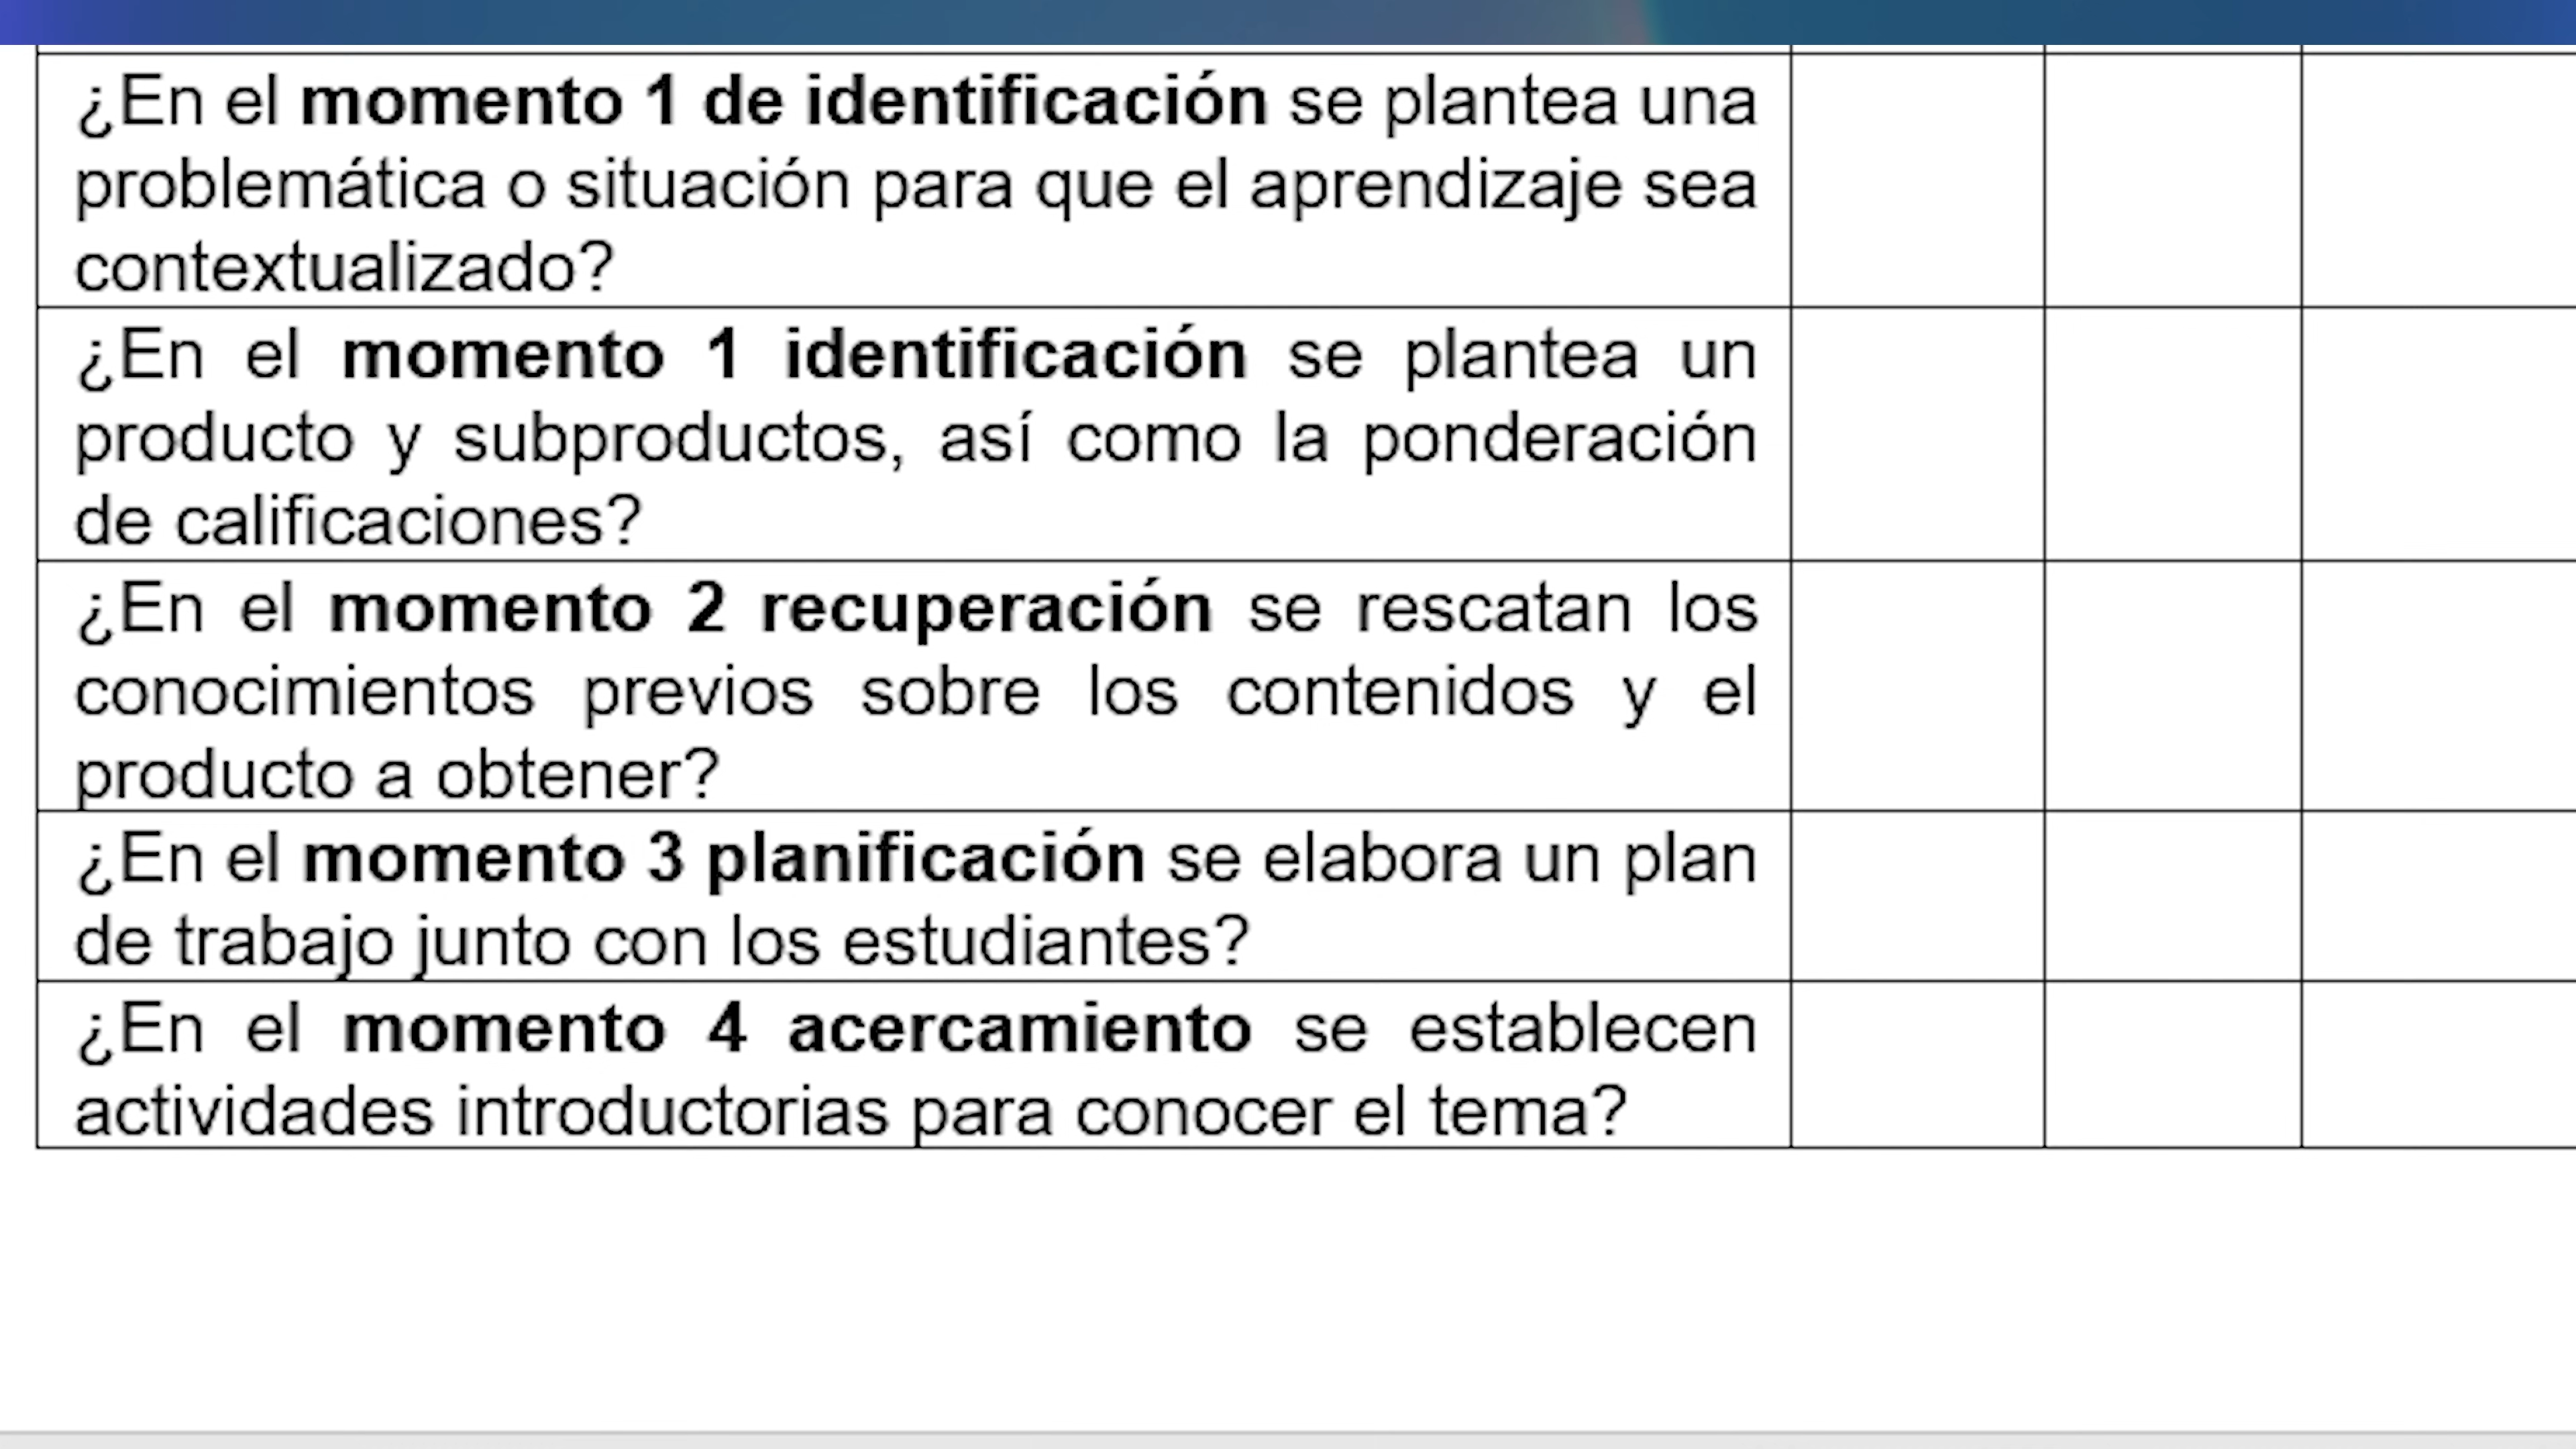 ¿En el momento 1 de identificación se plantea una
problemática o situación para que el aprendizaje sea
contextualizado?
¿En el momento 1 identificación se plantea un
producto y subproductos, así como la ponderación
de calificaciones?
¿En el momento 2 recuperación se rescatan los
conocimientos previos sobre los contenidos y el
producto a obtener?
¿En el momento 3 planificación se elabora un plan
de trabajo junto con los estudiantes?
¿En el momento 4 acercamiento se establecen
actividades introductorias para conocer el tema?